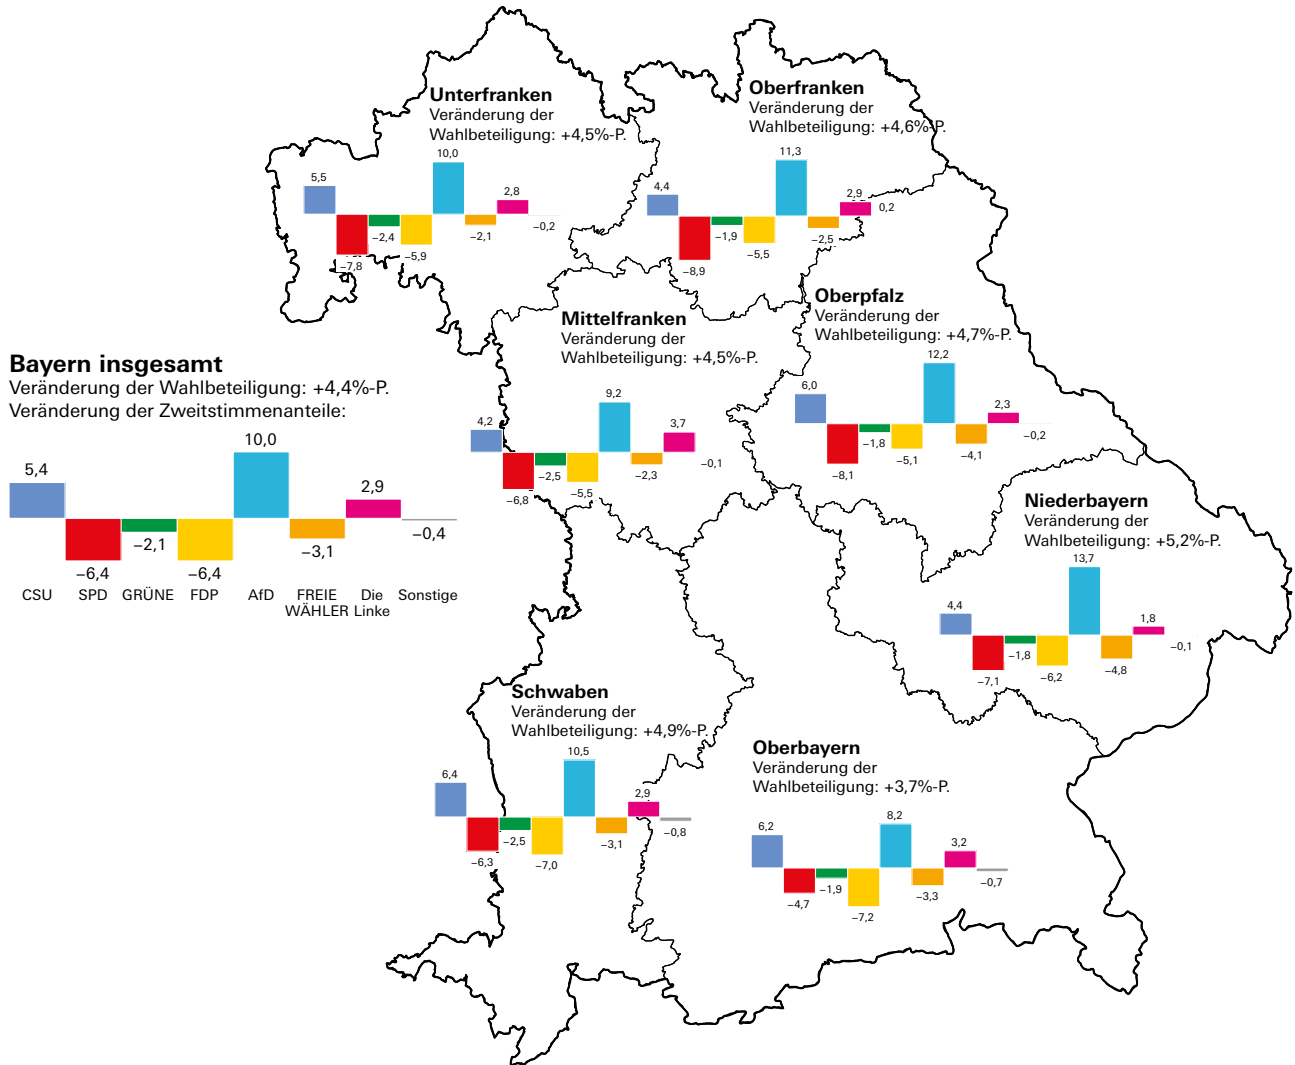 Unterfranken
Veränderung der
Wahlbeteiligung: +4,5%-P.
10,0
5,5
2,8
−0,2
−2,1
−2,4
−5,9
−7,8
Oberfranken
Veränderung der
Wahlbeteiligung: +4,6%-P.
11,3
4,4
2,9
0,2
−1,9
−2,5
−5,5
−8,9
Mittelfranken
Veränderung der
Wahlbeteiligung: +4,5%-P.
9,2
4,2
3,7
−0,1
−2,5
−2,3
−5,5
−6,8
Oberpfalz
Veränderung der
Wahlbeteiligung: +4,7%-P.
12,2
6,0
2,3
−0,2
−1,8
−4,1
−5,1
−8,1
Bayern insgesamt
Veränderung der Wahlbeteiligung: +4,4%-P.
Veränderung der Zweitstimmenanteile:
10,0
5,4
2,9
−0,4
−2,1
−3,1
−6,4
−6,4
CSU SPD GRÜNE FDP AfD FREIE Die Sonstige
WÄHLER Linke
Niederbayern
Veränderung der
Wahlbeteiligung: +5,2%-P.
13,7
4,4
1,8
−0,1
−1,8
−4,8
−6,2
−7,1
Schwaben
Veränderung der
Wahlbeteiligung: +4,9%-P.
10,5
6,4
2,9
−0,8
−2,5
−3,1
−6,3
−7,0
Oberbayern
Veränderung der
Wahlbeteiligung: +3,7%-P.
8,2
6,2
3,2
−0,7
−1,9
−3,3
−4,7
−7,2